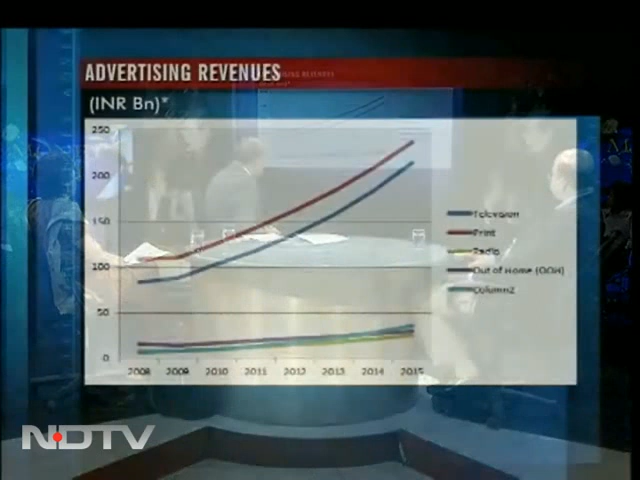 ADVERTISING REVENUES
(INR Bn)*
250
200
150
100
50
0
2008 2009 2010 2011 2012 2013 2014 2015
Television
Print
Radio
Out of Home (OOH)
Column2
NDTV